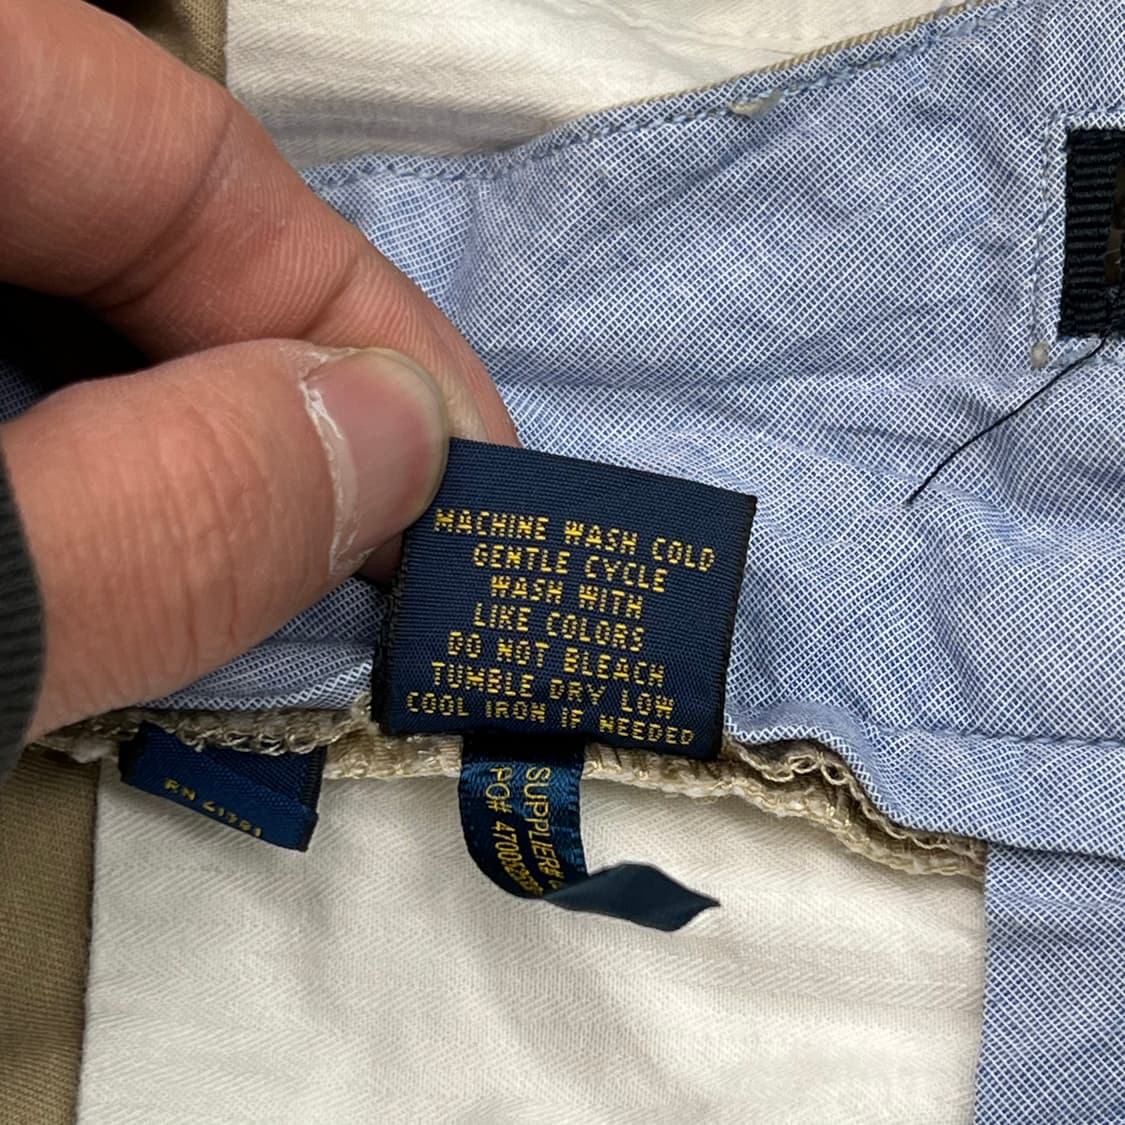 MACHINE WASH COLD
GENTLE CYCLE
WASH WITH
LIKE COLORS
DO NOT BLEACH
TUMBLE DRY LOW
COOL IRON IF NEEDED
RN 41381
SUPPLIER#
PO#